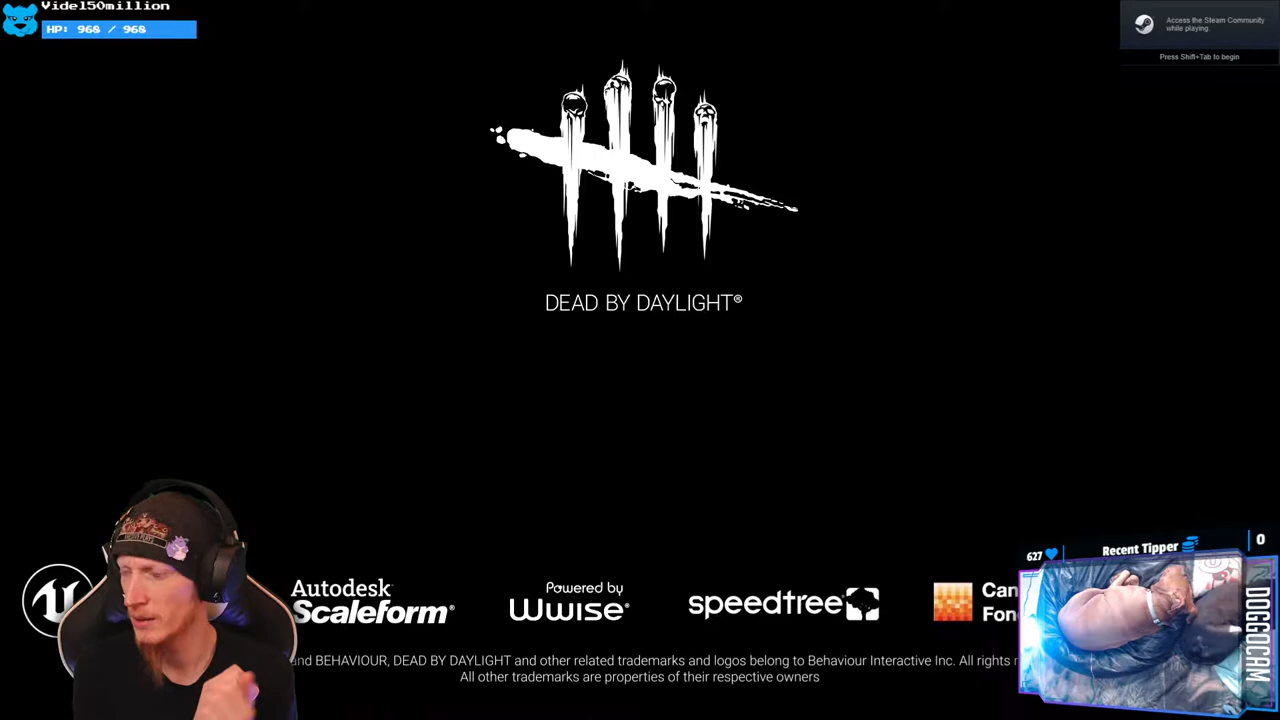 Videl50million
HP: 968 / 968
Access the Steam Community
while playing.
Press Shift+Tab to begin
DEAD BY DAYLIGHT®
Autodesk®
Scaleform®
Powered by
Wwise®
speedtree
Can
Fon
627
Recent Tipper
0
DOGGOCAM
and BEHAVIOUR, DEAD BY DAYLIGHT and other related trademarks and logos belong to Behaviour Interactive Inc. All rights
All other trademarks are properties of their respective owners